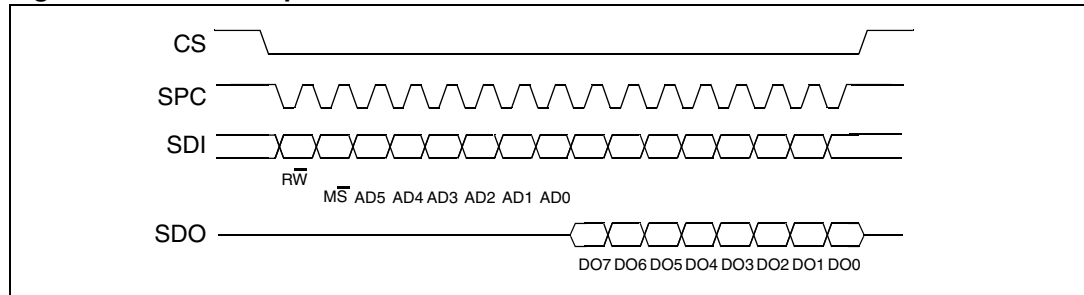 CS
SPC
SDI
RW̅
MS̅ AD5 AD4 AD3 AD2 AD1 AD0
SDO
DO7 DO6 DO5 DO4 DO3 DO2 DO1 DO0